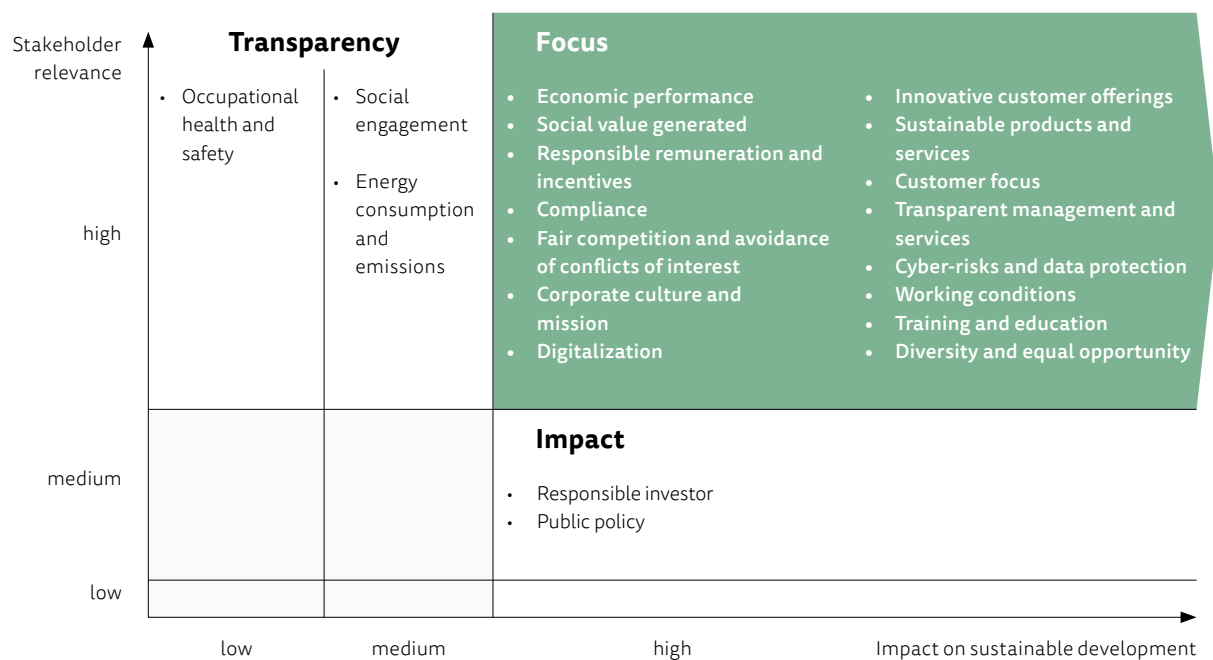 Stakeholder
relevance
Transparency
• Occupational
health and
safety
• Social
engagement
• Energy
consumption
and
emissions
Focus
• Economic performance
• Social value generated
• Responsible remuneration and
incentives
• Compliance
• Fair competition and avoidance
of conflicts of interest
• Corporate culture and
mission
• Digitalization
• Innovative customer offerings
• Sustainable products and
services
• Customer focus
• Transparent management and
services
• Cyber-risks and data protection
• Working conditions
• Training and education
• Diversity and equal opportunity
high
Impact
• Responsible investor
• Public policy
medium
low
low
medium
high
Impact on sustainable development